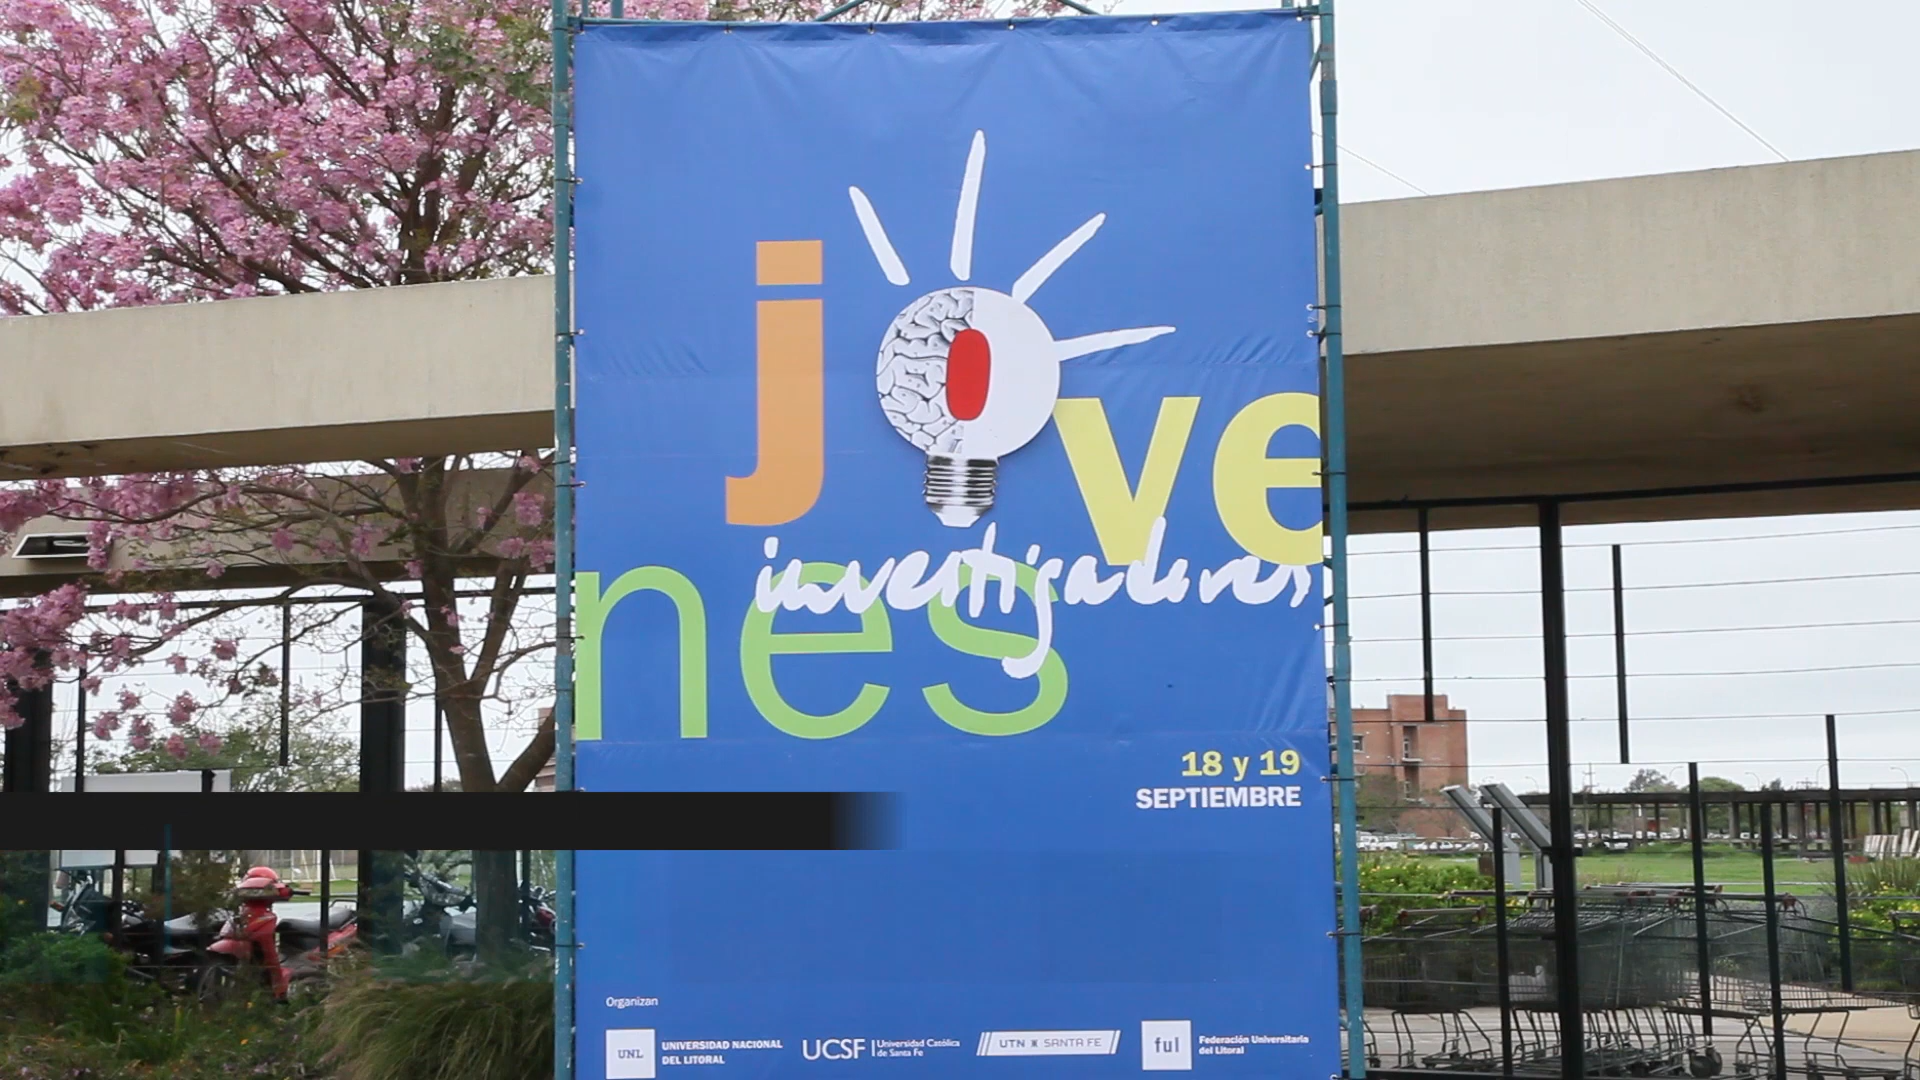 jove
investigadores
nes
18 y 19
SEPTIEMBRE
Organizan
UNL
UNIVERSIDAD NACIONAL
DEL LITORAL
UCSF
Universidad Católica
de Santa Fe
UTN SANTA FE
ful
Federación Universitaria
del Litoral